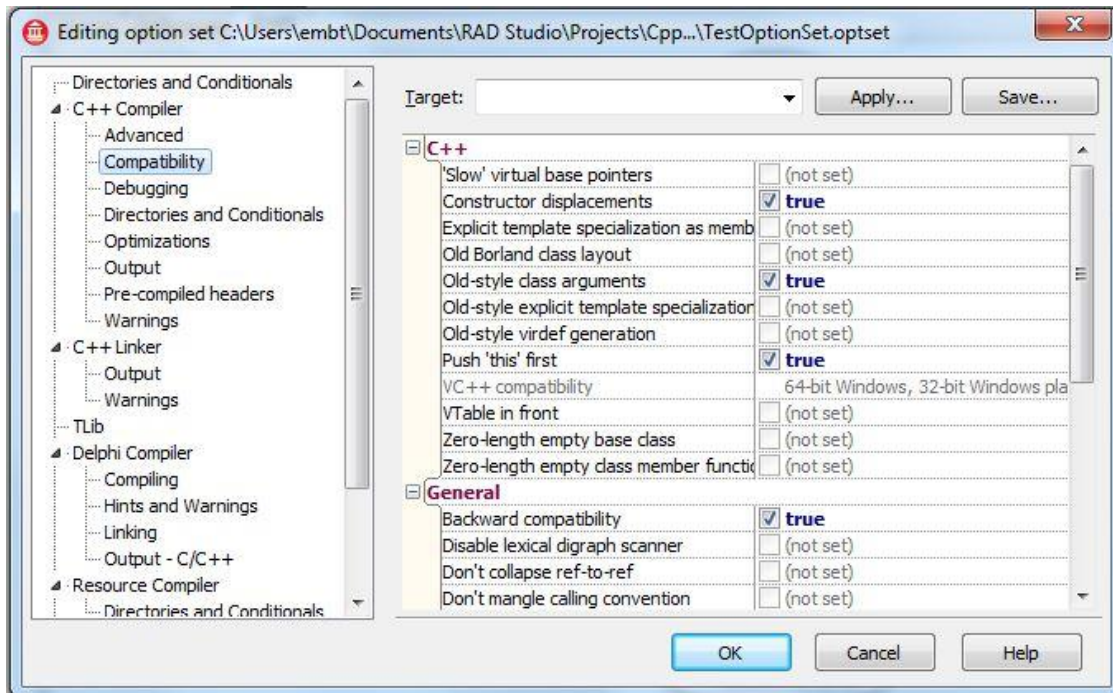 Editing option set C:\Users\embt\Documents\RAD Studio\Projects\Cpp...\TestOptionSet.optset
Directories and Conditionals
C++ Compiler
Advanced
Compatibility
Debugging
Directories and Conditionals
Optimizations
Output
Pre-compiled headers
Warnings
C++ Linker
Output
Warnings
TLib
Delphi Compiler
Compiling
Hints and Warnings
Linking
Output - C/C++
Resource Compiler
Directories and Conditionals
Target:
Apply...
Save...
C++
'Slow' virtual base pointers (not set)
Constructor displacements true
Explicit template specialization as memb (not set)
Old Borland class layout (not set)
Old-style class arguments true
Old-style explicit template specialization (not set)
Old-style virdef generation (not set)
Push 'this' first true
VC++ compatibility 64-bit Windows, 32-bit Windows pla
VTable in front (not set)
Zero-length empty base class (not set)
Zero-length empty class member functio (not set)
General
Backward compatibility true
Disable lexical digraph scanner (not set)
Don't collapse ref-to-ref (not set)
Don't mangle calling convention (not set)
OK
Cancel
Help